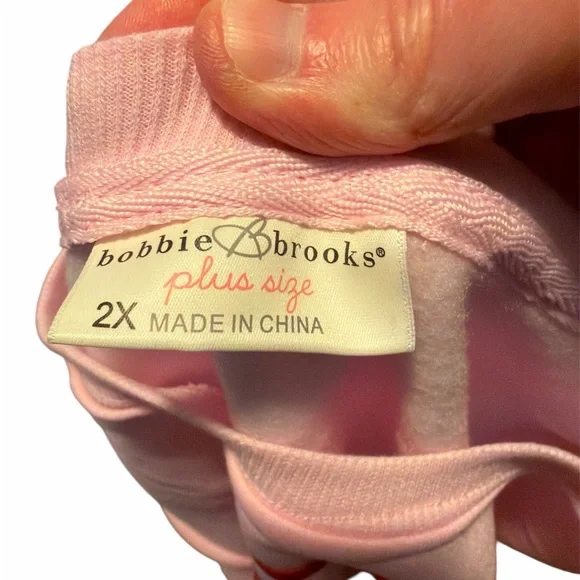 bobbie B brooks®
plus size
2X MADE IN CHINA